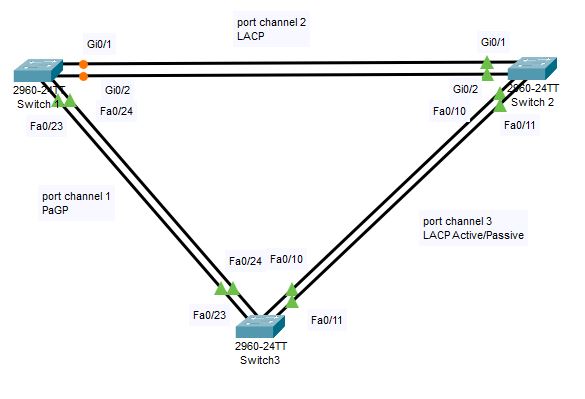 port channel 2
LACP
Gi0/1
Gi0/1
2960-24TT
Switch 1
Gi0/2
Fa0/24
Fa0/23
Gi0/2
2960-24TT
Switch 2
Fa0/10
Fa0/11
port channel 1
PaGP
port channel 3
LACP Active/Passive
Fa0/24
Fa0/10
Fa0/23
Fa0/11
2960-24TT
Switch3